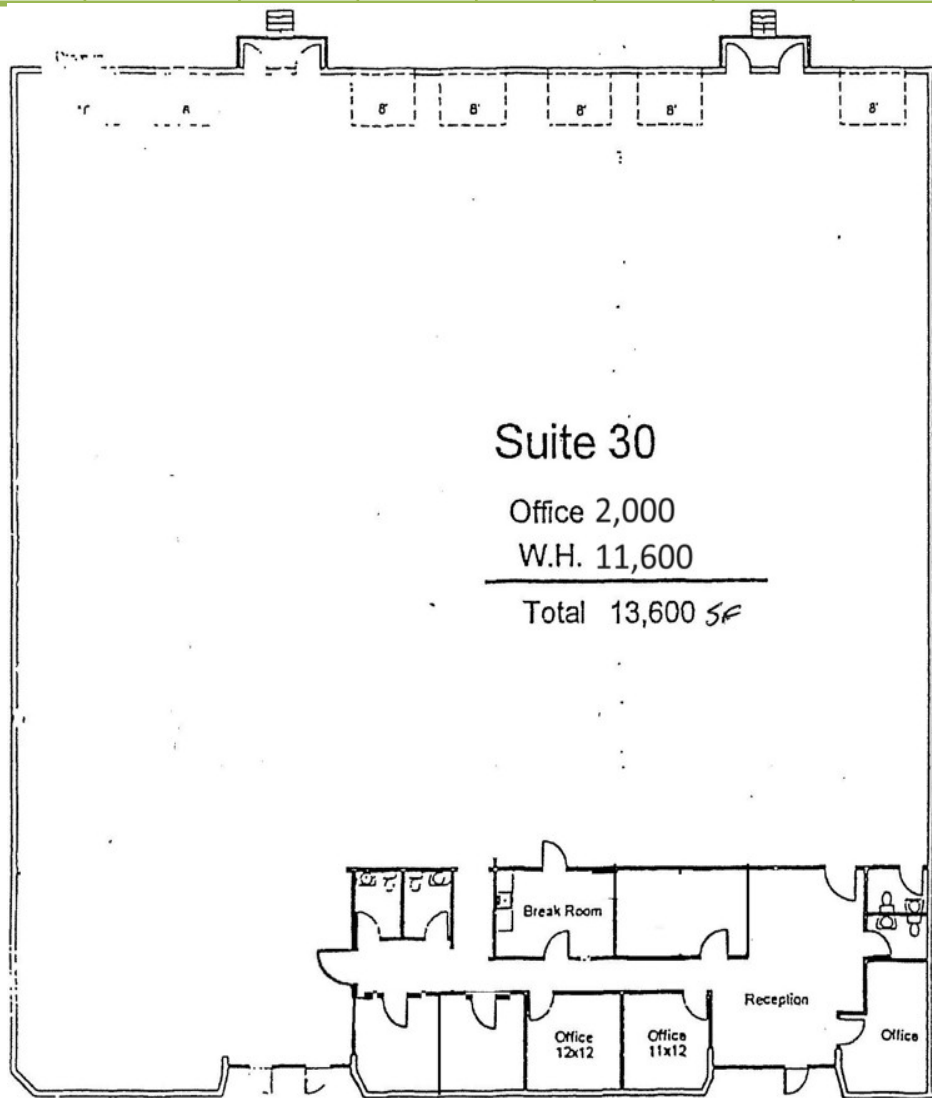 8' 8' 8' 8' 8'
Suite 30
Office 2,000
W.H. 11,600
Total 13,600 SF
Break Room
Reception
Office
12x12
Office
11x12
Office